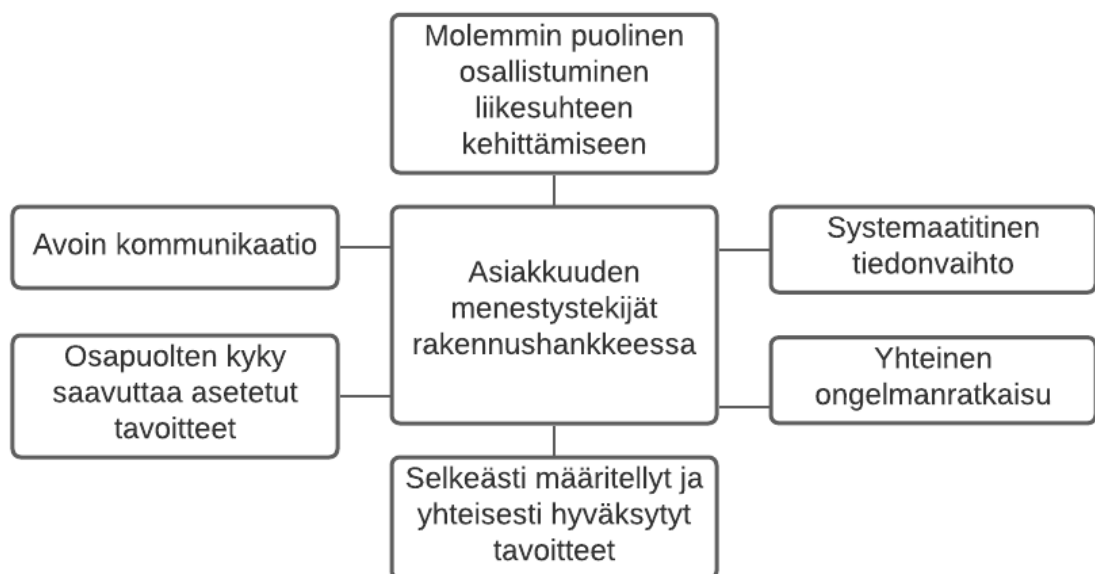 Molemmin puolinen
osallistuminen
liikesuhteen
kehittämiseen
Avoin kommunikaatio
Asiakkuuden
menestystekijät
rakennushankkeessa
Systemaatitinen
tiedonvaihto
Osapuolten kyky
saavuttaa asetetut
tavoitteet
Yhteinen
ongelmanratkaisu
Selkeästi määritellyt ja
yhteisesti hyväksytyt
tavoitteet